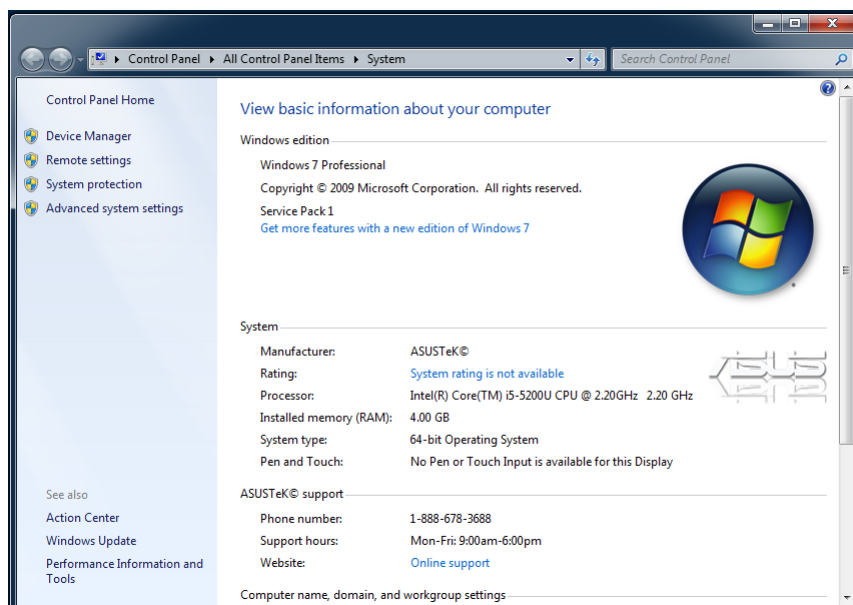 Control Panel ▸ All Control Panel Items ▸ System
Search Control Panel
Control Panel Home
Device Manager
Remote settings
System protection
Advanced system settings
See also
Action Center
Windows Update
Performance Information and
Tools
View basic information about your computer
Windows edition
Windows 7 Professional
Copyright © 2009 Microsoft Corporation. All rights reserved.
Service Pack 1
Get more features with a new edition of Windows 7
System
Manufacturer: ASUSTeK©
Rating: System rating is not available
Processor: Intel(R) Core(TM) i5-5200U CPU @ 2.20GHz 2.20 GHz
Installed memory (RAM): 4.00 GB
System type: 64-bit Operating System
Pen and Touch: No Pen or Touch Input is available for this Display
ASUS
ASUSTeK© support
Phone number: 1-888-678-3688
Support hours: Mon-Fri: 9:00am-6:00pm
Website: Online support
Computer name, domain, and workgroup settings